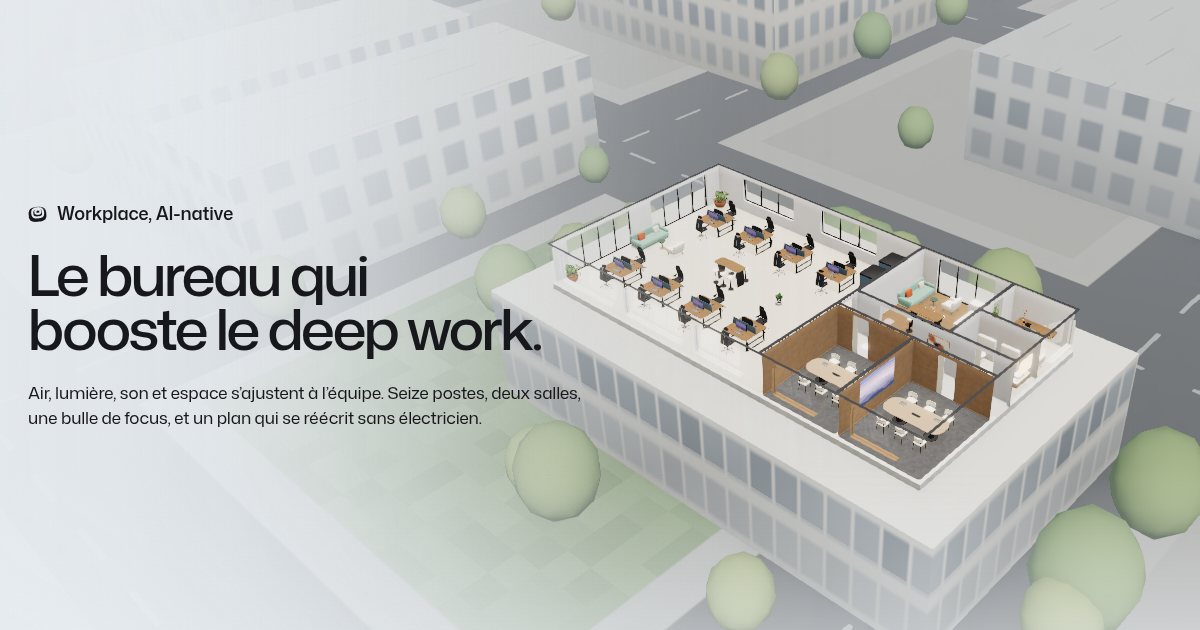 Workplace, AI-native
Le bureau qui
booste le deep work.
Air, lumière, son et espace s’ajustent à l’équipe. Seize postes, deux salles,
une bulle de focus, et un plan qui se réécrit sans électricien.